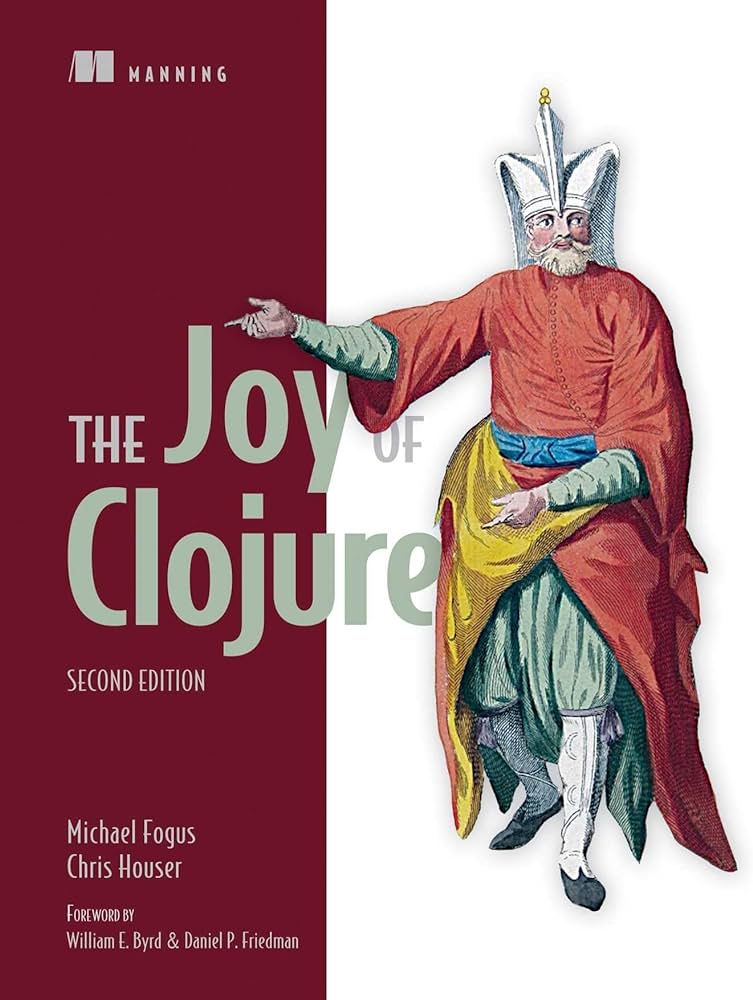 MANNING
THE Joy OF
Clojure
SECOND EDITION
Michael Fogus
Chris Houser
FOREWORD BY
William E. Byrd & Daniel P. Friedman